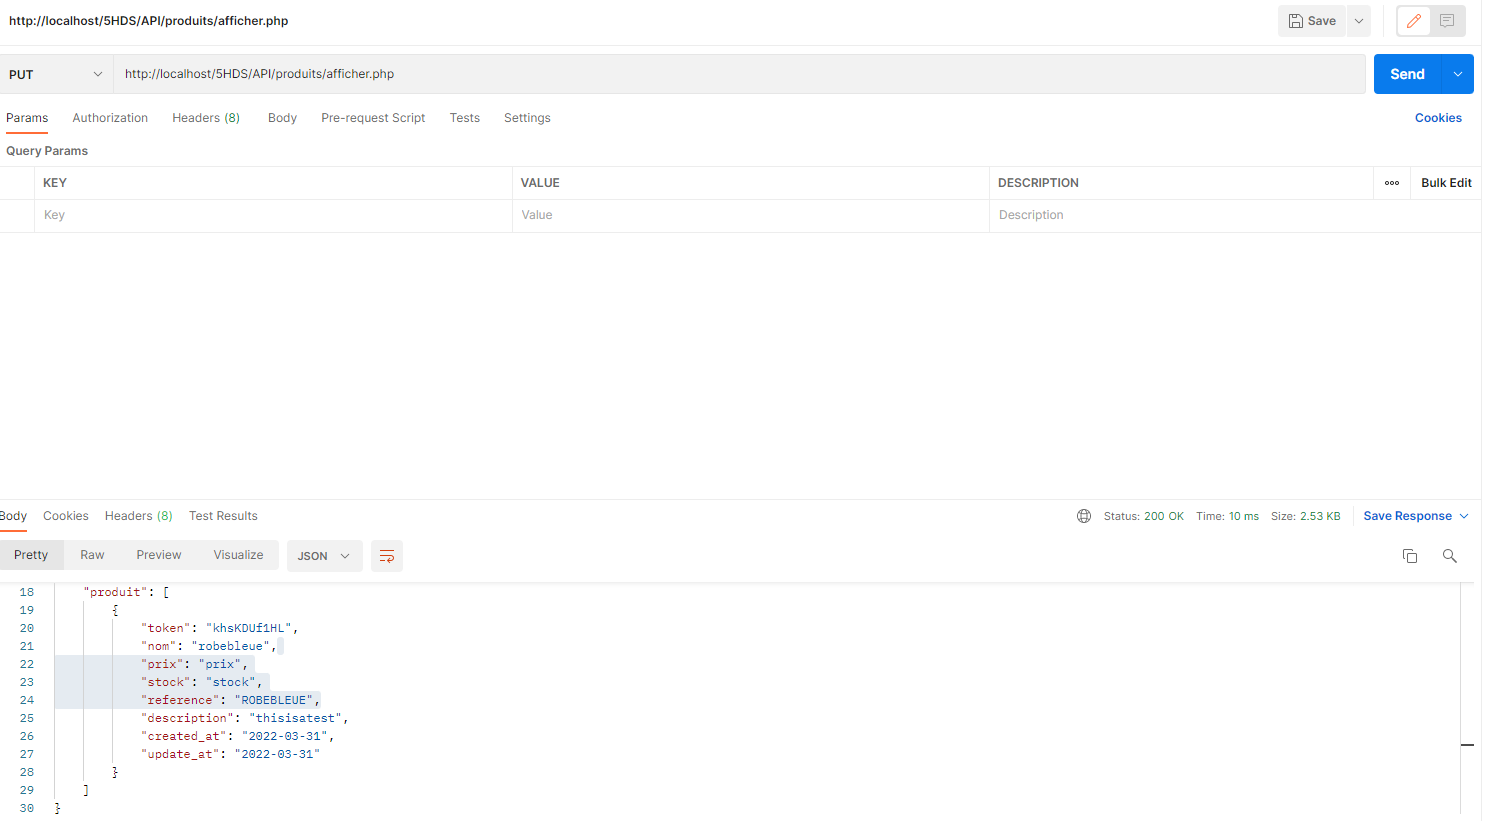 http://localhost/5HDS/API/produits/afficher.php
Save
PUT
http://localhost/5HDS/API/produits/afficher.php
Send
Params Authorization Headers (8) Body Pre-request Script Tests Settings Cookies
Query Params
KEY VALUE DESCRIPTION ooo Bulk Edit
Key Value Description
Body Cookies Headers (8) Test Results Status: 200 OK Time: 10 ms Size: 2.53 KB Save Response
Pretty Raw Preview Visualize JSON
18 "produit": [
19 {
20 "token": "khsKDUf1HL",
21 "nom": "robebleue",
22 "prix": "prix",
23 "stock": "stock",
24 "reference": "ROBEBLEUE",
25 "description": "thisisatest",
26 "created_at": "2022-03-31",
27 "update_at": "2022-03-31"
28 }
29 ]
30 }